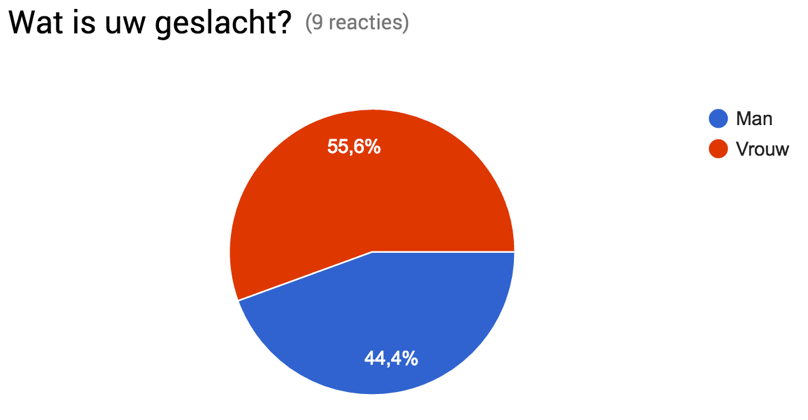 Wat is uw geslacht? (9 reacties)
Man
Vrouw
55,6%
44,4%